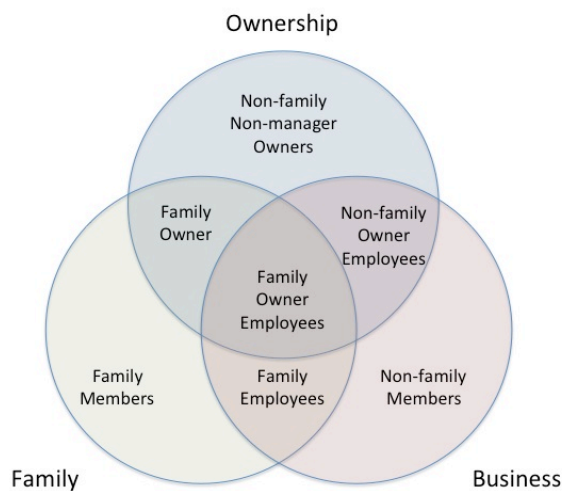 Ownership
Non-family
Non-manager
Owners
Family
Owner
Non-family
Owner
Employees
Family
Owner
Employees
Family
Members
Family
Employees
Non-family
Members
Family
Business